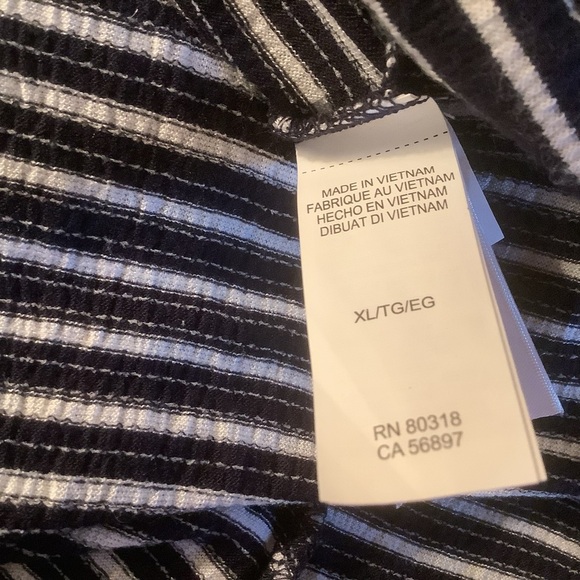 MADE IN VIETNAM
FABRIQUE AU VIETNAM
HECHO EN VIETNAM
DIBUAT DI VIETNAM
XL/TG/EG
RN 80318
CA 56897